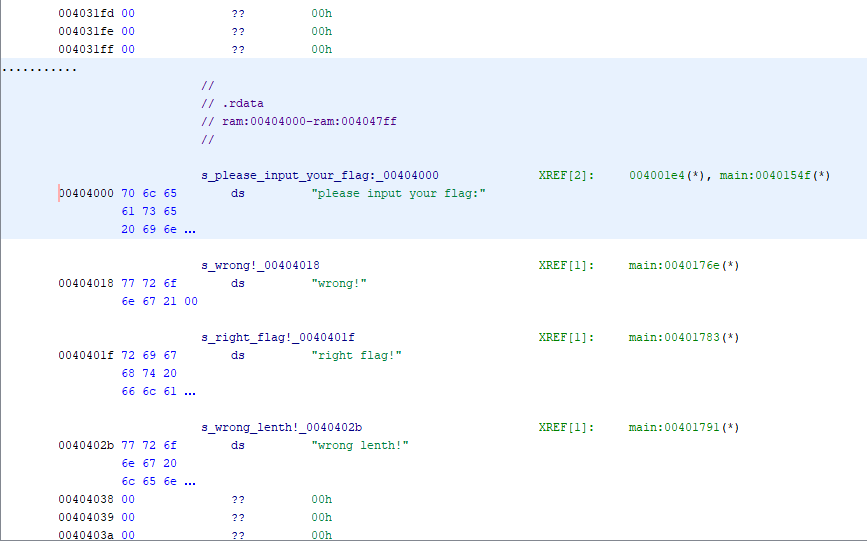 004031fd 00 ?? 00h
004031fe 00 ?? 00h
004031ff 00 ?? 00h
...........
//
// .rdata
// ram:00404000-ram:004047ff
//
s_please_input_your_flag:_00404000 XREF[2]: 004001e4(*), main:0040154f(*)
00404000 70 6c 65 ds "please input your flag:"
61 73 65
20 69 6e ...
s_wrong!_00404018 XREF[1]: main:0040176e(*)
00404018 77 72 6f ds "wrong!"
6e 67 21 00
s_right_flag!_0040401f XREF[1]: main:00401783(*)
0040401f 72 69 67 ds "right flag!"
68 74 20
66 6c 61 ...
s_wrong_lenth!_0040402b XREF[1]: main:00401791(*)
0040402b 77 72 6f ds "wrong lenth!"
6e 67 20
6c 65 6e ...
00404038 00 ?? 00h
00404039 00 ?? 00h
0040403a 00 ?? 00h